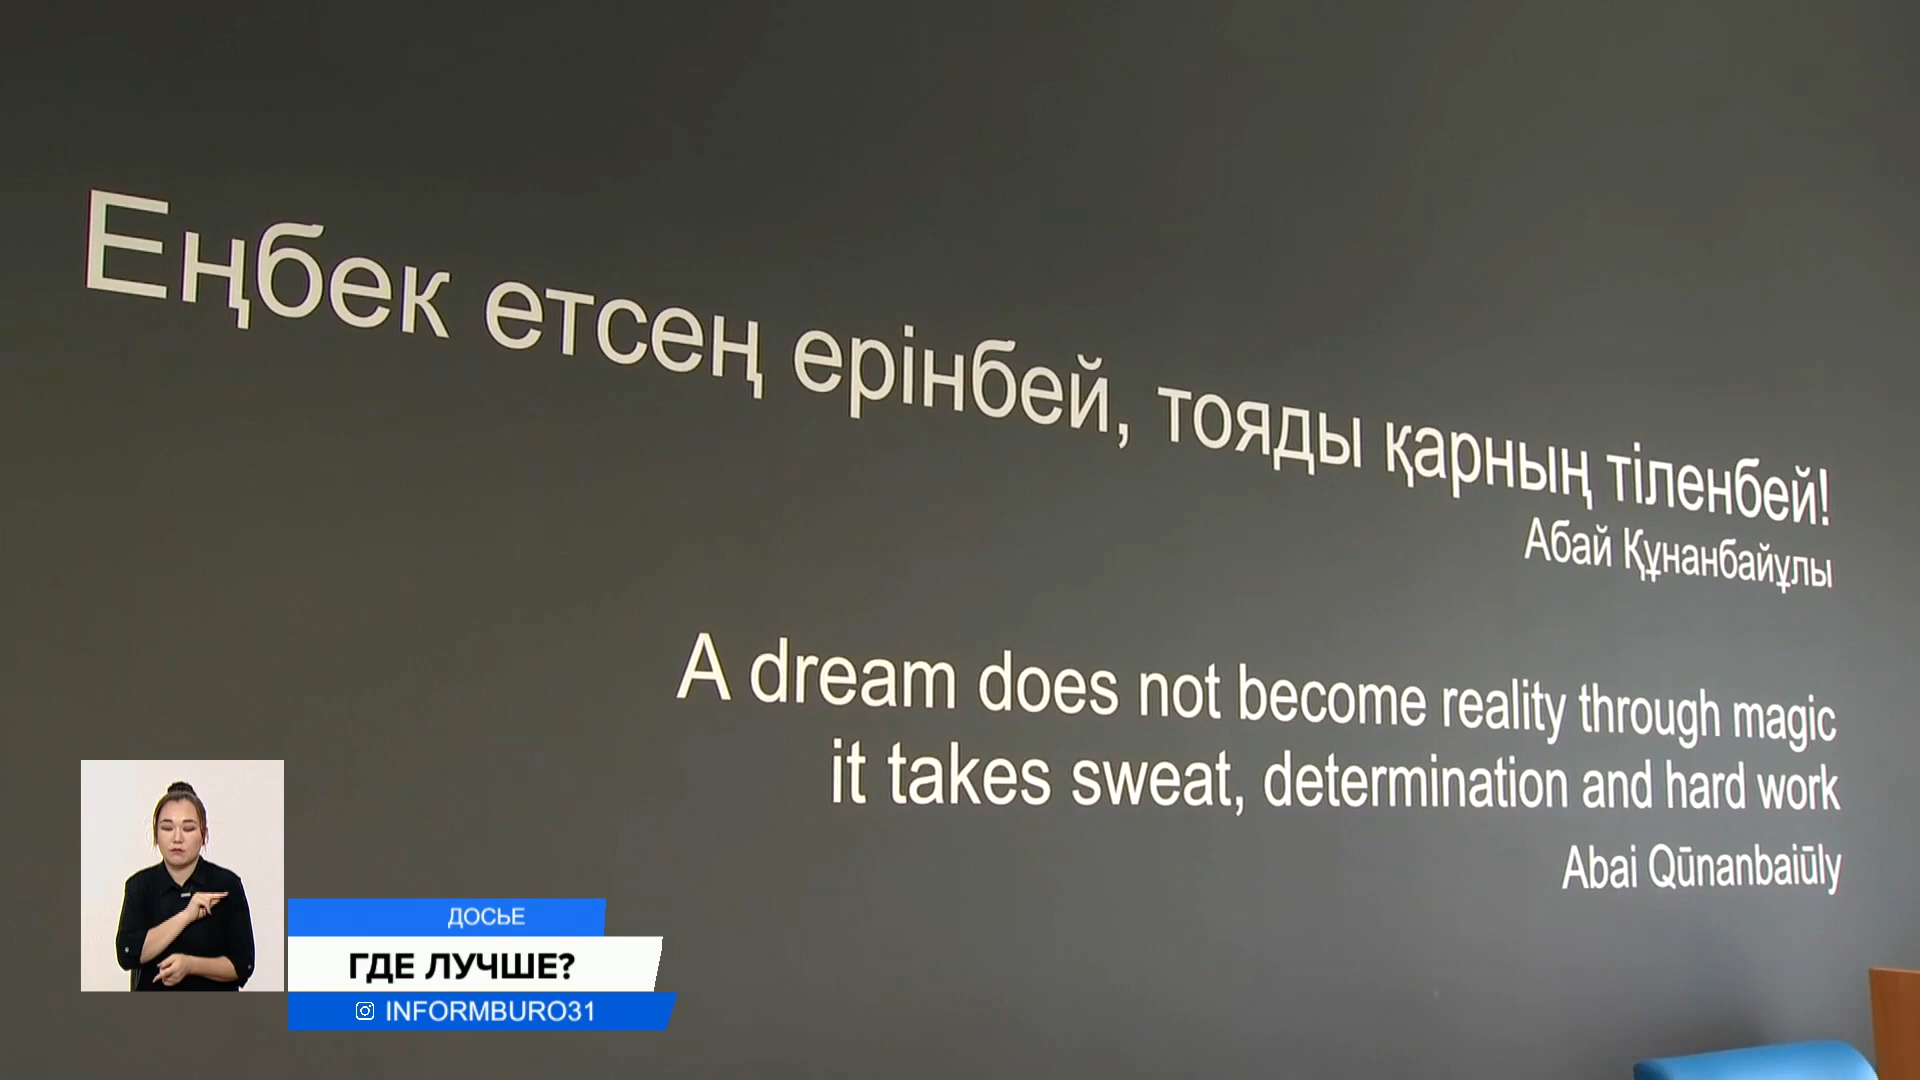 Еңбек етсең ерінбей, тояды қарның тіленбей!
Абай Құнанбайұлы
A dream does not become reality through magic
it takes sweat, determination and hard work
Abai Qūnanbaiūly
ДОСЬЕ
ГДЕ ЛУЧШЕ?
INFORMBURO31